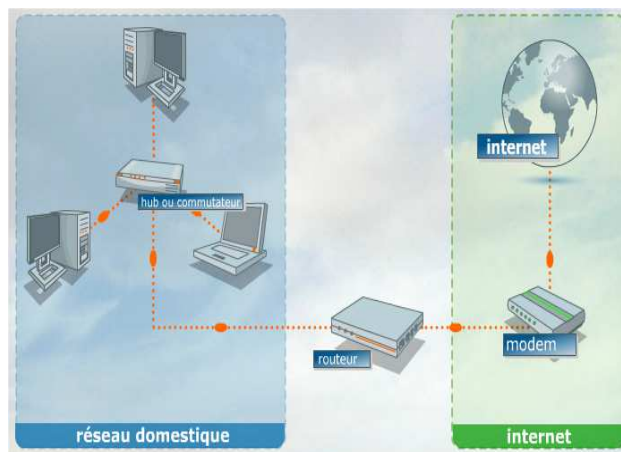 internet
hub ou commutateur
routeur
modem
réseau domestique
internet